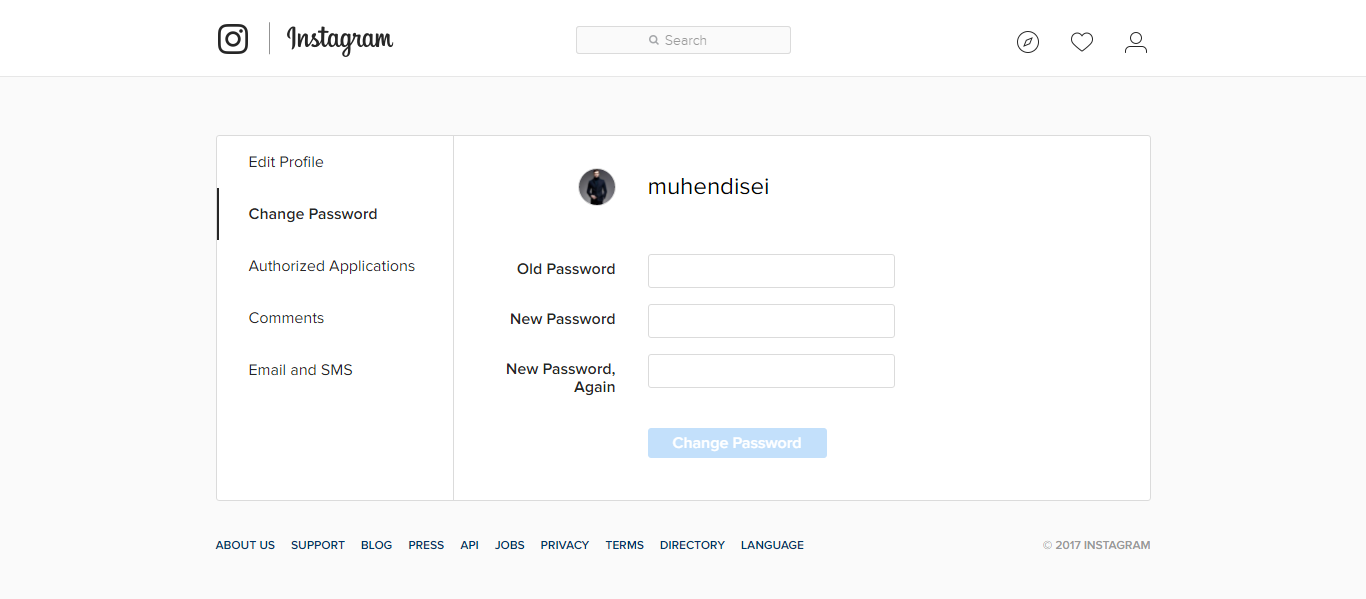 Instagram
Search
Edit Profile
Change Password
Authorized Applications
Comments
Email and SMS
muhendisei
Old Password
New Password
New Password,
Again
Change Password
ABOUT US SUPPORT BLOG PRESS API JOBS PRIVACY TERMS DIRECTORY LANGUAGE © 2017 INSTAGRAM